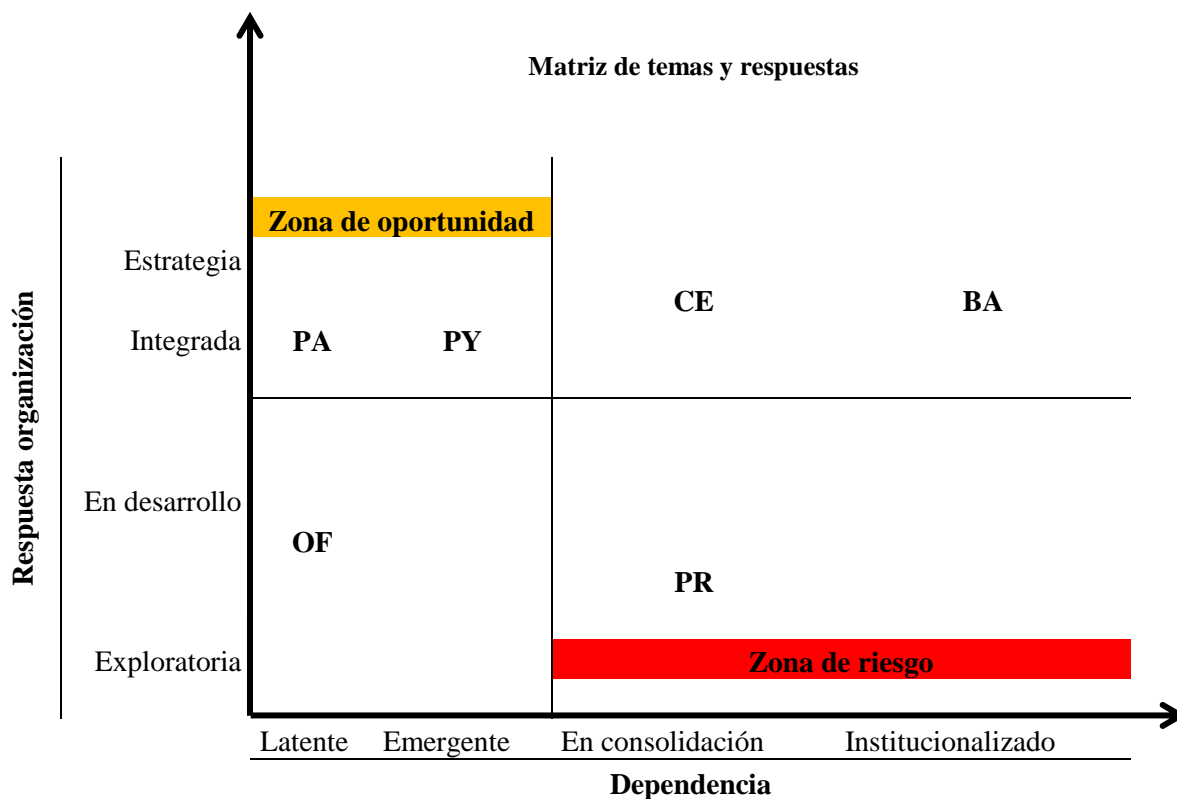 Matriz de temas y respuestas
Zona de oportunidad
Estrategia
CE BA
Integrada PA PY
Respuesta organización
En desarrollo
OF
PR
Exploratoria Zona de riesgo
Latente Emergente En consolidación Institucionalizado
Dependencia